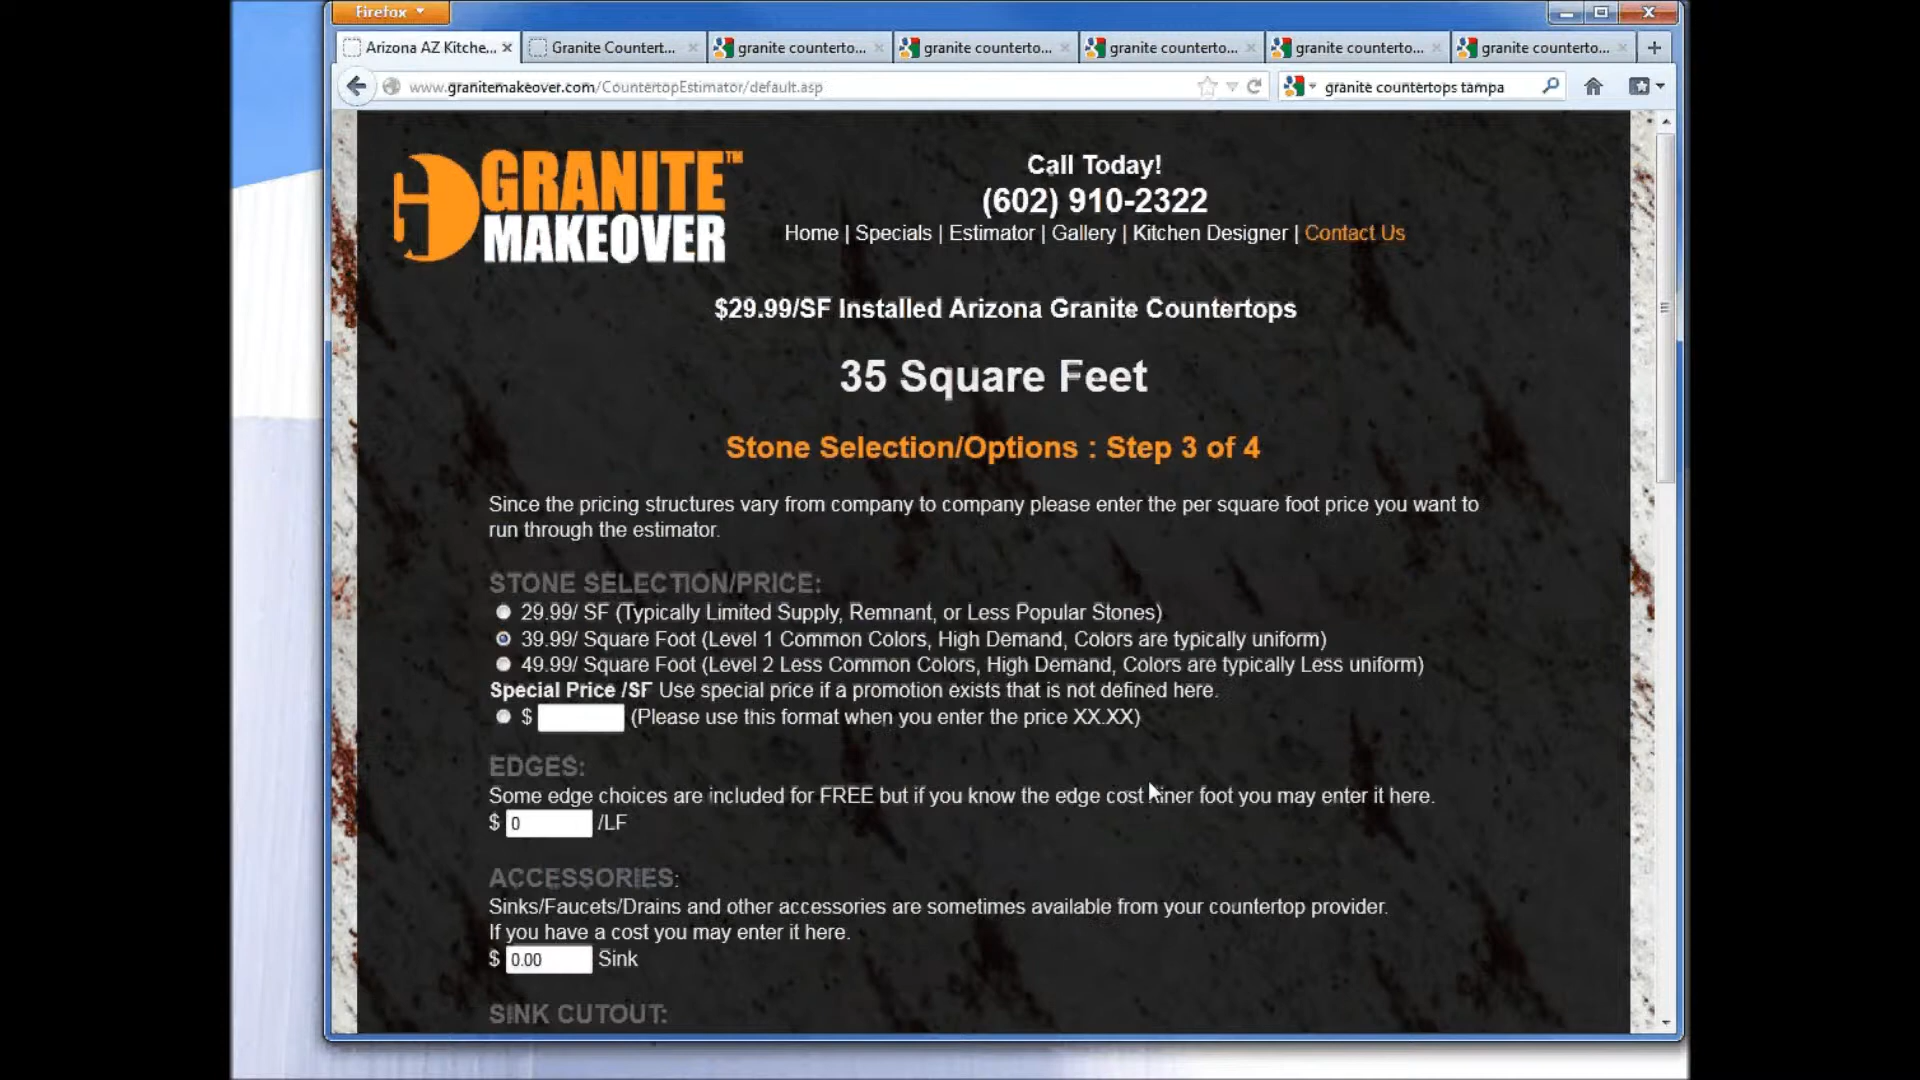 Firefox
Arizona AZ Kitche...
Granite Countert...
granite counterto...
granite counterto...
granite counterto...
granite counterto...
granite counterto...
www.granitemakeover.com/CountertopEstimator/default.asp
granite countertops tampa
GRANITE™
MAKEOVER
Call Today!
(602) 910-2322
Home | Specials | Estimator | Gallery | Kitchen Designer | Contact Us
$29.99/SF Installed Arizona Granite Countertops
35 Square Feet
Stone Selection/Options : Step 3 of 4
Since the pricing structures vary from company to company please enter the per square foot price you want to
run through the estimator.
STONE SELECTION/PRICE:
29.99/ SF (Typically Limited Supply, Remnant, or Less Popular Stones)
39.99/ Square Foot (Level 1 Common Colors, High Demand, Colors are typically uniform)
49.99/ Square Foot (Level 2 Less Common Colors, High Demand, Colors are typically Less uniform)
Special Price /SF Use special price if a promotion exists that is not defined here.
$ (Please use this format when you enter the price XX.XX)
EDGES:
Some edge choices are included for FREE but if you know the edge cost liner foot you may enter it here.
$ 0 /LF
ACCESSORIES:
Sinks/Faucets/Drains and other accessories are sometimes available from your countertop provider.
If you have a cost you may enter it here.
$ 0.00 Sink
SINK CUTOUT: